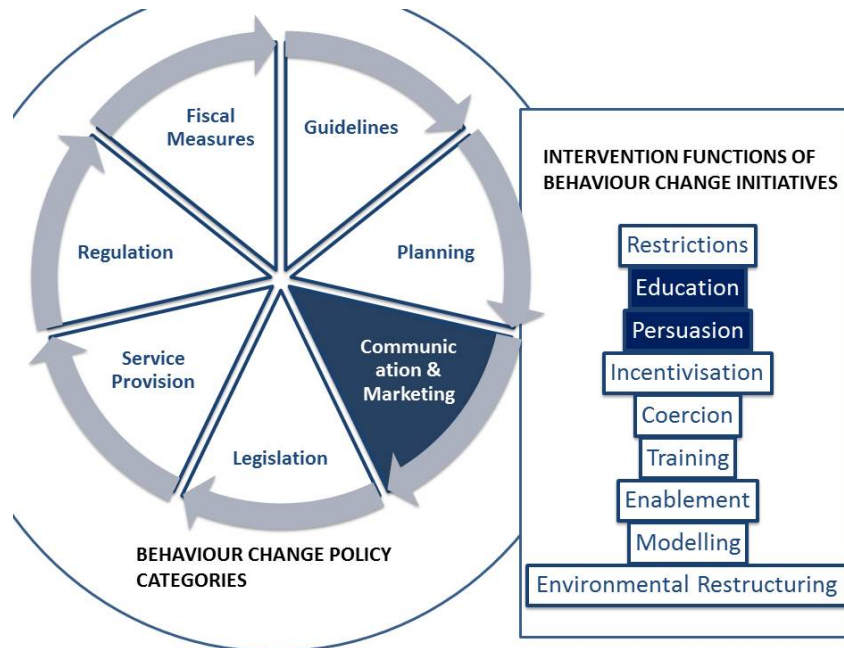 Fiscal
Measures
Guidelines
Regulation
Planning
Service
Provision
Communic
ation &
Marketing
Legislation
BEHAVIOUR CHANGE POLICY
CATEGORIES
INTERVENTION FUNCTIONS OF
BEHAVIOUR CHANGE INITIATIVES
Restrictions
Education
Persuasion
Incentivisation
Coercion
Training
Enablement
Modelling
Environmental Restructuring